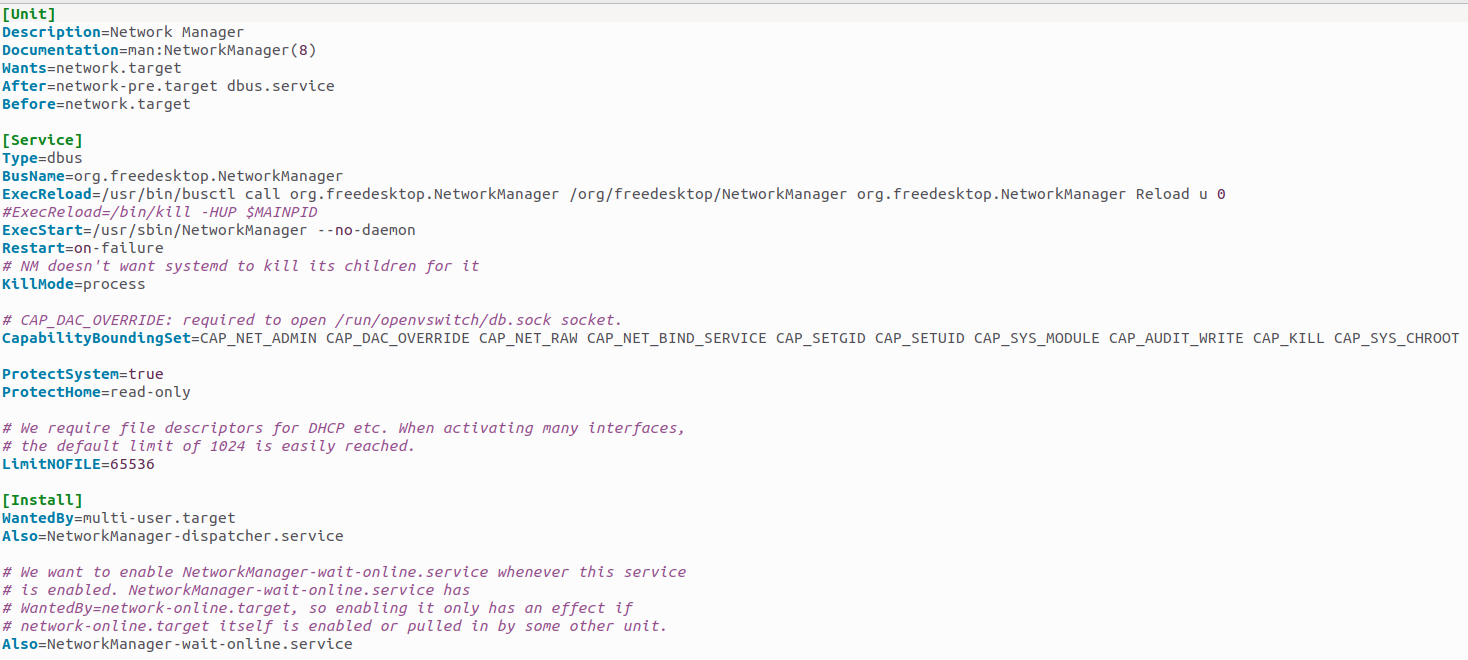 [Unit]
Description=Network Manager
Documentation=man:NetworkManager(8)
Wants=network.target
After=network-pre.target dbus.service
Before=network.target

[Service]
Type=dbus
BusName=org.freedesktop.NetworkManager
ExecReload=/usr/bin/busctl call org.freedesktop.NetworkManager /org/freedesktop/NetworkManager org.freedesktop.NetworkManager Reload u 0
#ExecReload=/bin/kill -HUP $MAINPID
ExecStart=/usr/sbin/NetworkManager --no-daemon
Restart=on-failure
# NM doesn't want systemd to kill its children for it
KillMode=process

# CAP_DAC_OVERRIDE: required to open /run/openvswitch/db.sock socket.
CapabilityBoundingSet=CAP_NET_ADMIN CAP_DAC_OVERRIDE CAP_NET_RAW CAP_NET_BIND_SERVICE CAP_SETGID CAP_SETUID CAP_SYS_MODULE CAP_AUDIT_WRITE CAP_KILL CAP_SYS_CHROOT

ProtectSystem=true
ProtectHome=read-only

# We require file descriptors for DHCP etc. When activating many interfaces,
# the default limit of 1024 is easily reached.
LimitNOFILE=65536

[Install]
WantedBy=multi-user.target
Also=NetworkManager-dispatcher.service

# We want to enable NetworkManager-wait-online.service whenever this service
# is enabled. NetworkManager-wait-online.service has
# WantedBy=network-online.target, so enabling it only has an effect if
# network-online.target itself is enabled or pulled in by some other unit.
Also=NetworkManager-wait-online.service